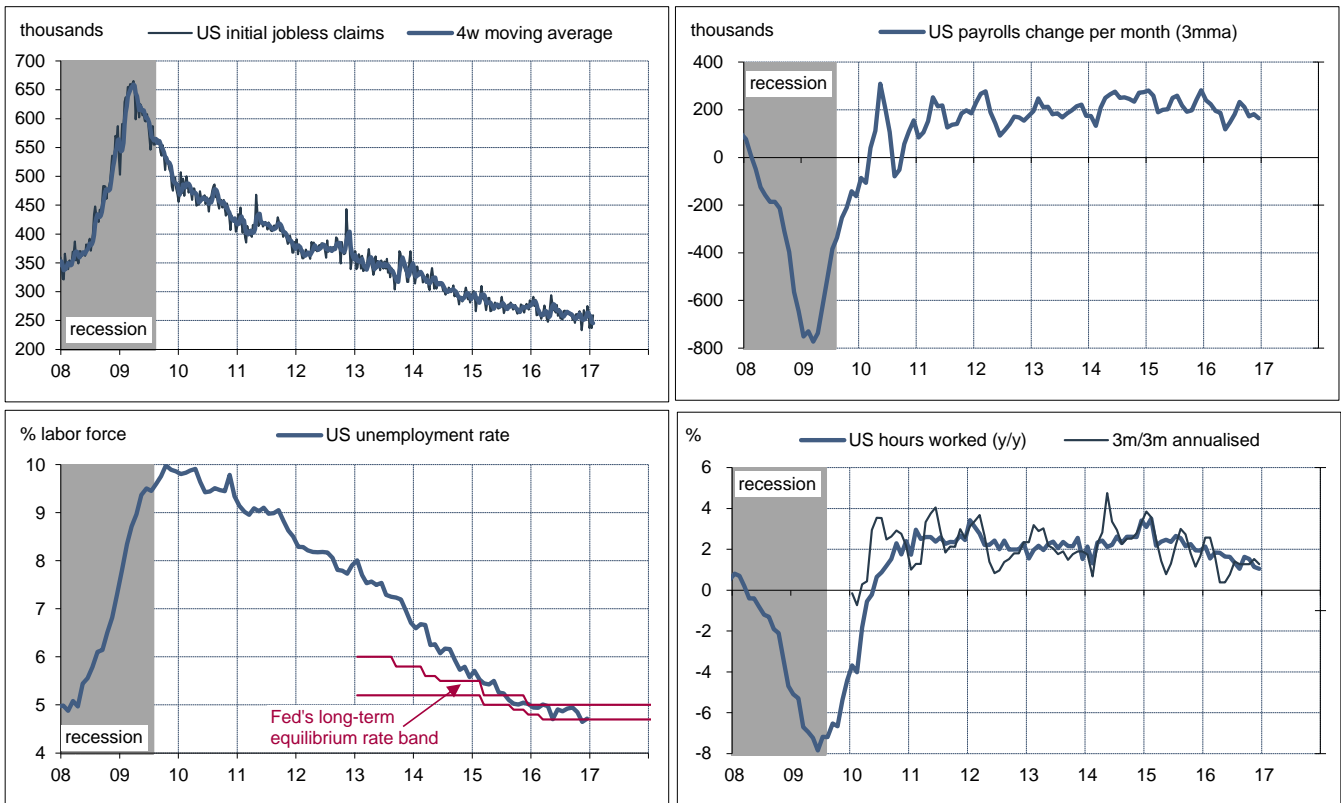 thousands
US initial jobless claims 4w moving average
700
650
600
550
500
450
400
350
300
250
200
recession
08 09 10 11 12 13 14 15 16 17
thousands
US payrolls change per month (3mma)
400
200
0
-200
-400
-600
-800
recession
08 09 10 11 12 13 14 15 16 17
% labor force
US unemployment rate
10
9
8
7
6
5
4
Fed's long-term
equilibrium rate band
recession
08 09 10 11 12 13 14 15 16 17
%
US hours worked (y/y) 3m/3m annualised
6
4
2
0
-2
-4
-6
-8
recession
08 09 10 11 12 13 14 15 16 17